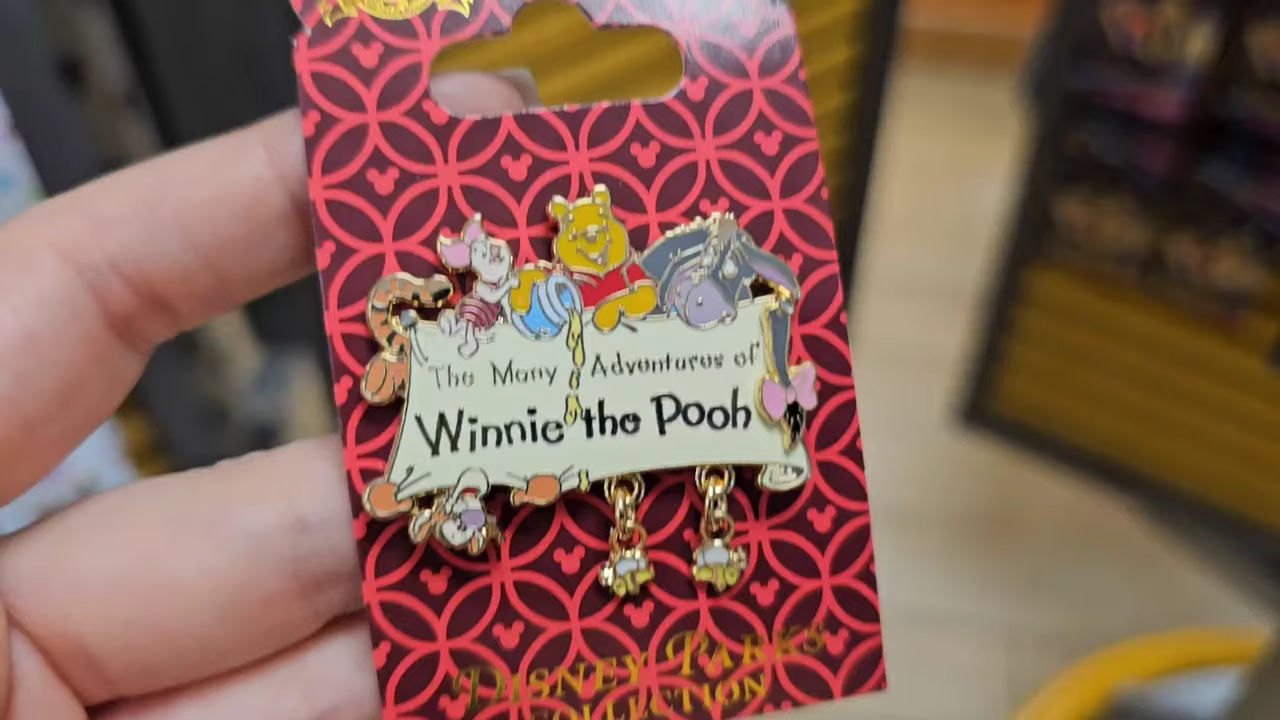 The Many Adventures of
Winnie the Pooh
DISNEY PARKS
COLLECTION